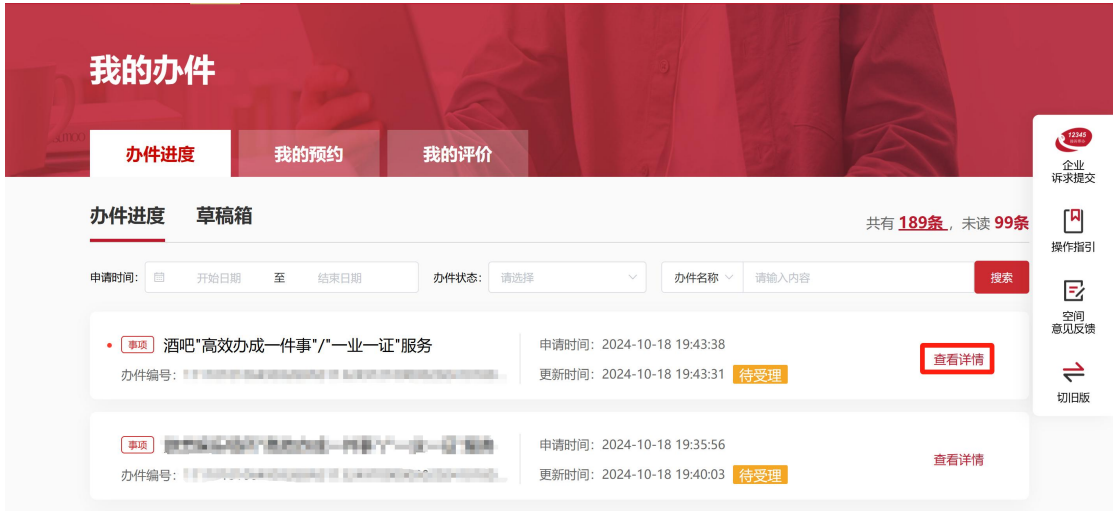 我的办件
办件进度 我的预约 我的评价
办件进度 草稿箱
共有 189条，未读 99条
申请时间： 开始日期 至 结束日期 办件状态： 请选择 办件名称 请输入内容 搜索
事项 酒吧"高效办成一件事"/"一业一证"服务
办件编号：
申请时间：2024-10-18 19:43:38
更新时间：2024-10-18 19:43:31 待受理
查看详情
事项
办件编号：
申请时间：2024-10-18 19:35:56
更新时间：2024-10-18 19:40:03 待受理
查看详情
12345
企业
诉求提交
操作指引
空间
意见反馈
切旧版